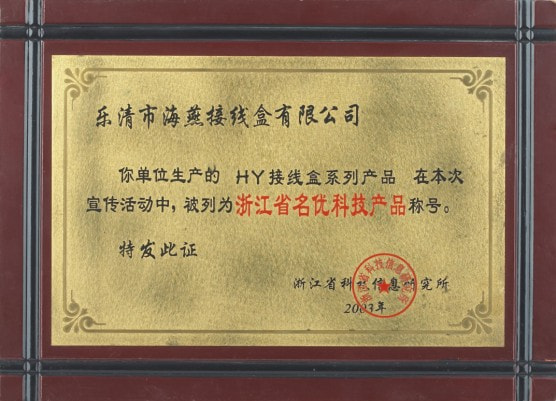 乐清市海燕接线盒有限公司
你单位生产的 HY接线盒系列产品 在本次
宣传活动中，被列为浙江省名优科技产品称号。
特发此证
浙江省科技信息研究所
2003年